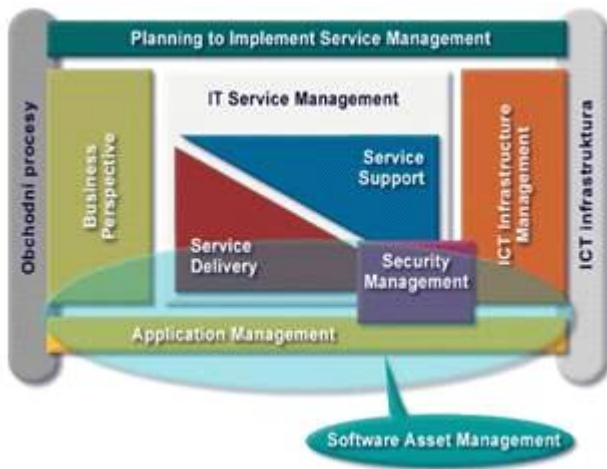 Planning to Implement Service Management
Obchodní procesy
Business
Perspective
IT Service Management
Service
Support
Service
Delivery
Security
Management
ICT Infrastructure
Management
ICT infrastruktura
Application Management
Software Asset Management